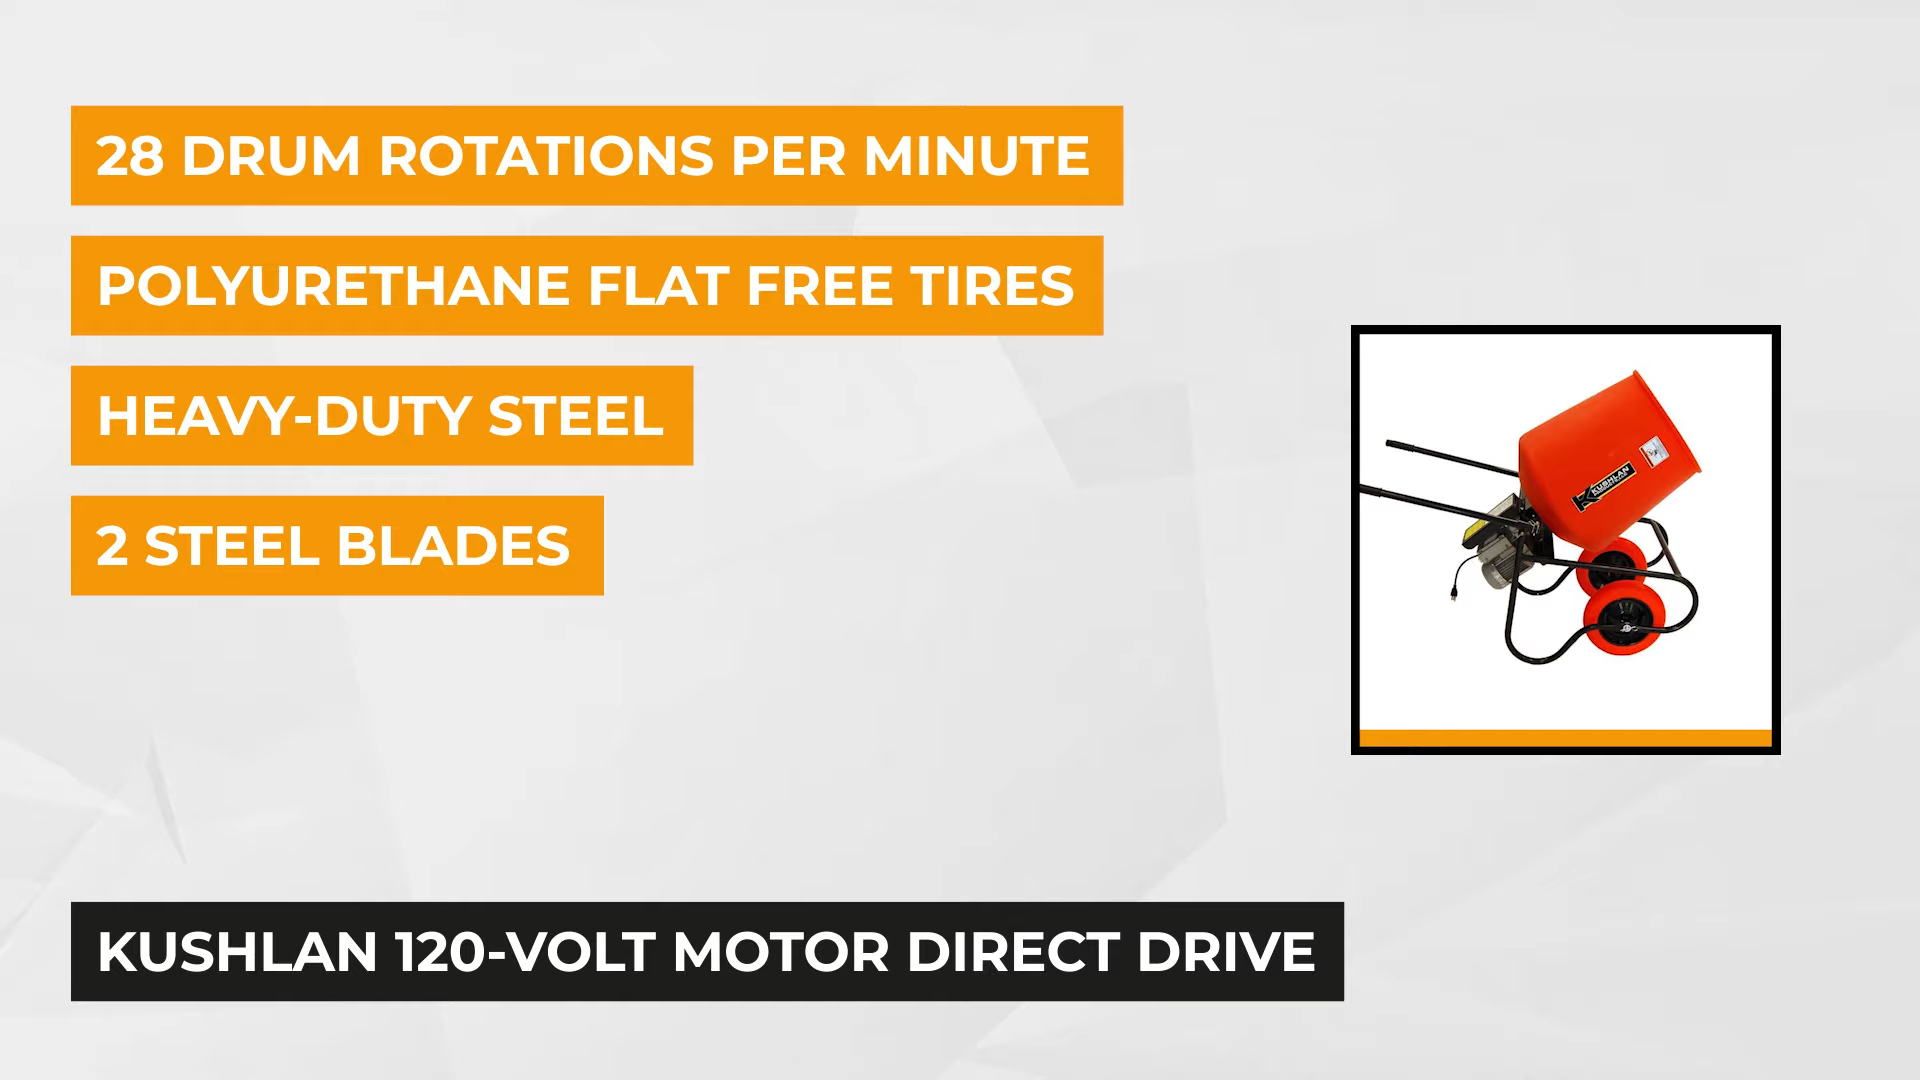 28 DRUM ROTATIONS PER MINUTE
POLYURETHANE FLAT FREE TIRES
HEAVY-DUTY STEEL
2 STEEL BLADES
KUSHLAN
KUSHLAN 120-VOLT MOTOR DIRECT DRIVE